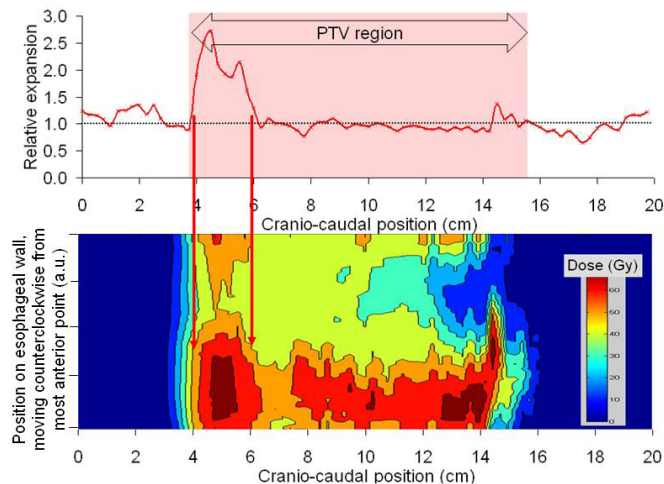 3.0
2.5
2.0
1.5
1.0
0.5
0.0
Relative expansion
PTV region
0 2 4 6 8 10 12 14 16 18 20
Cranio-caudal position (cm)
Position on esophageal wall,
moving counterclockwise from
most anterior point (a.u.)
Dose (Gy)
60
50
40
30
20
10
0
0 2 4 6 8 10 12 14 16 18 20
Cranio-caudal position (cm)